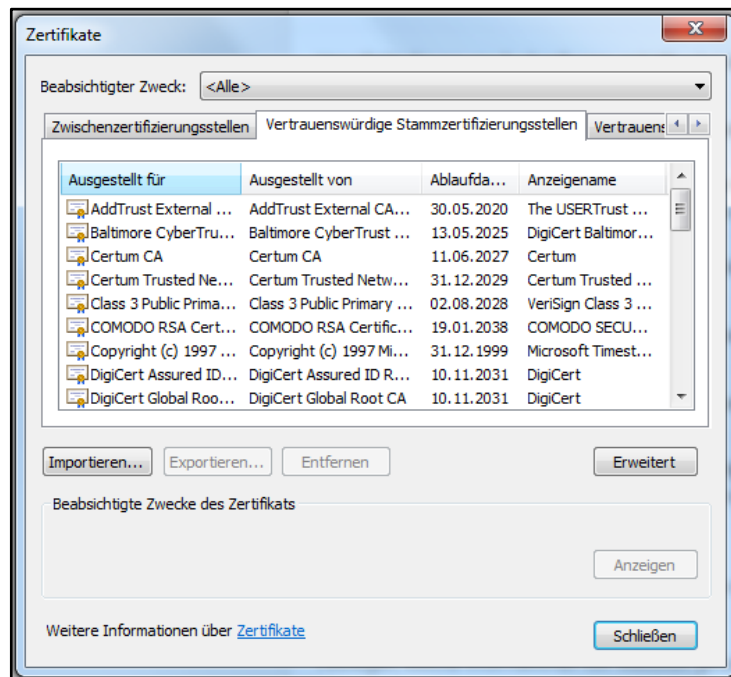 Zertifikate
Beabsichtigter Zweck: <Alle>
Zwischenzertifizierungsstellen Vertrauenswürdige Stammzertifizierungsstellen Vertrauens
Ausgestellt für Ausgestellt von Ablaufda... Anzeigename
AddTrust External ... AddTrust External CA... 30.05.2020 The USERTrust ...
Baltimore CyberTru... Baltimore CyberTrust ... 13.05.2025 DigiCert Baltimor...
Certum CA Certum CA 11.06.2027 Certum
Certum Trusted Ne... Certum Trusted Netw... 31.12.2029 Certum Trusted ...
Class 3 Public Prima... Class 3 Public Primary ... 02.08.2028 VeriSign Class 3 ...
COMODO RSA Cert... COMODO RSA Certific... 19.01.2038 COMODO SECU...
Copyright (c) 1997 ... Copyright (c) 1997 Mi... 31.12.1999 Microsoft Timest...
DigiCert Assured ID... DigiCert Assured ID R... 10.11.2031 DigiCert
DigiCert Global Roo... DigiCert Global Root CA 10.11.2031 DigiCert
Importieren... Exportieren... Entfernen Erweitert
Beabsichtigte Zwecke des Zertifikats
Anzeigen
Weitere Informationen über Zertifikate
Schließen